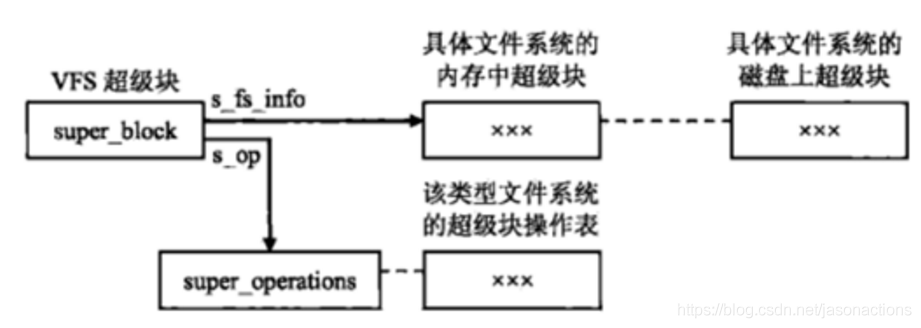 具体文件系统的
内存中超级块
具体文件系统的
磁盘上超级块
VFS 超级块
s_fs_info
super_block
×××
×××
s_op
该类型文件系统
的超级块操作表
super_operations
×××
https://blog.csdn.net/jasonactions